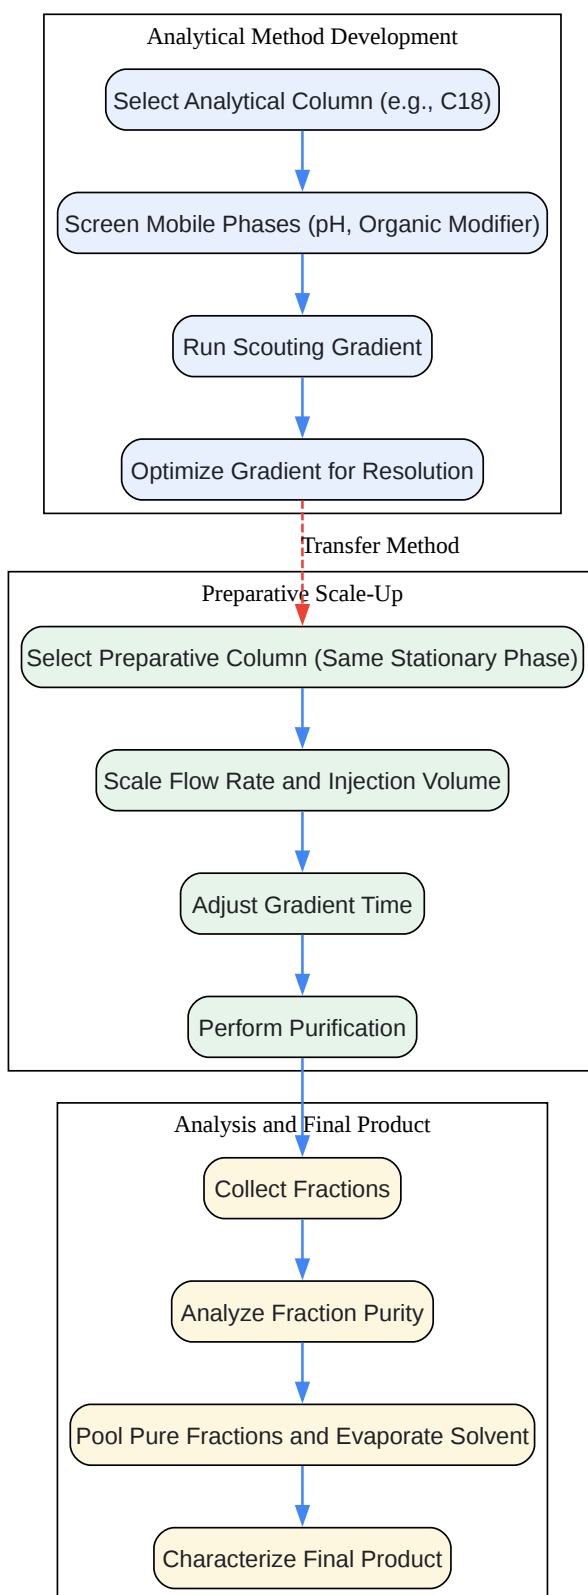 Analytical Method Development
Select Analytical Column (e.g., C18)
Screen Mobile Phases (pH, Organic Modifier)
Run Scouting Gradient
Optimize Gradient for Resolution
Transfer Method
Preparative Scale-Up
Select Preparative Column (Same Stationary Phase)
Scale Flow Rate and Injection Volume
Adjust Gradient Time
Perform Purification
Analysis and Final Product
Collect Fractions
Analyze Fraction Purity
Pool Pure Fractions and Evaporate Solvent
Characterize Final Product